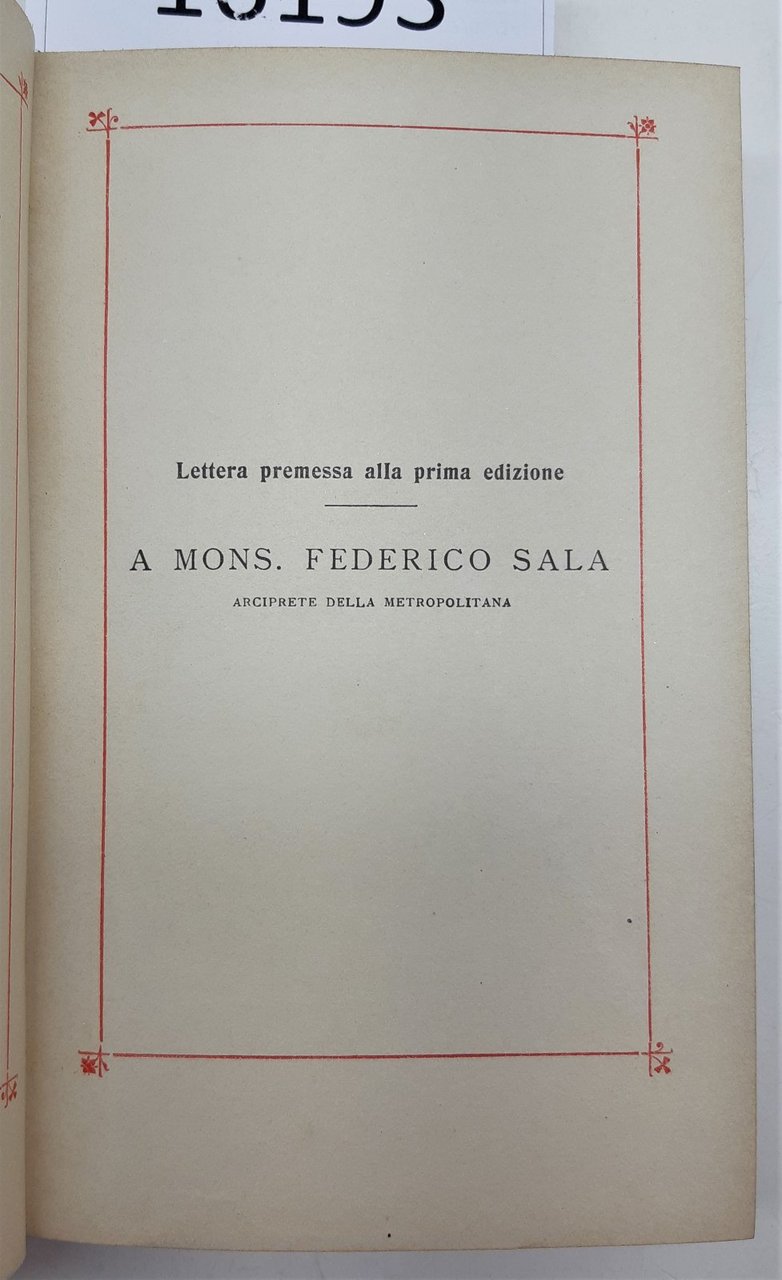 Lettera premessa alla prima edizione
A MONS. FEDERICO SALA
ARCIPRETE DELLA METROPOLITANA